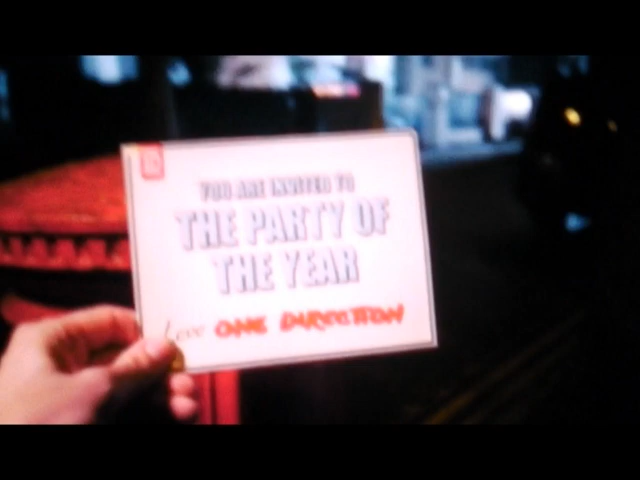 YOU ARE INVITED TO
THE PARTY OF
THE YEAR
Love ONE DIRECTION